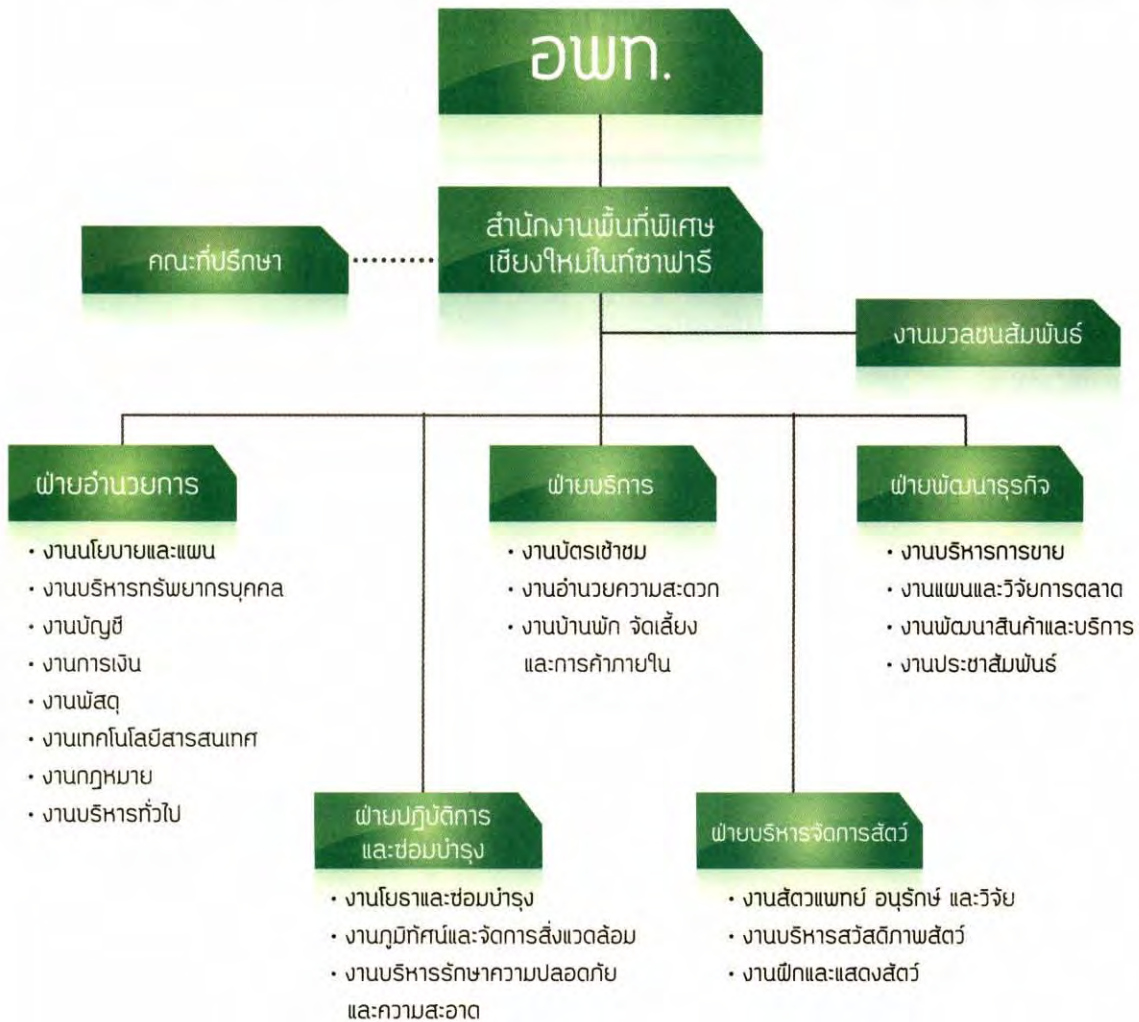 อพท.
สำนักงานพื้นที่พิเศษ
เชียงใหม่ไนท์ซาฟารี
คณะที่ปรึกษา
งานมวลชนสัมพันธ์
ฝ่ายอำนวยการ
• งานนโยบายและแผน
• งานบริหารทรัพยากรบุคคล
• งานบัญชี
• งานการเงิน
• งานพัสดุ
• งานเทคโนโลยีสารสนเทศ
• งานกฎหมาย
• งานบริหารทั่วไป
ฝ่ายบริการ
• งานบัตรเข้าชม
• งานอำนวยความสะดวก
• งานบ้านพัก จัดเลี้ยง
และการค้าภายใน
ฝ่ายพัฒนาธุรกิจ
• งานบริหารการขาย
• งานแผนและวิจัยการตลาด
• งานพัฒนาสินค้าและบริการ
• งานประชาสัมพันธ์
ฝ่ายปฏิบัติการ
และซ่อมบำรุง
• งานโยธาและซ่อมบำรุง
• งานภูมิทัศน์และจัดการสิ่งแวดล้อม
• งานบริหารรักษาความปลอดภัย
และความสะอาด
ฝ่ายบริหารจัดการสัตว์
• งานสัตวแพทย์ อนุรักษ์ และวิจัย
• งานบริหารสวัสดิภาพสัตว์
• งานฝึกและแสดงสัตว์